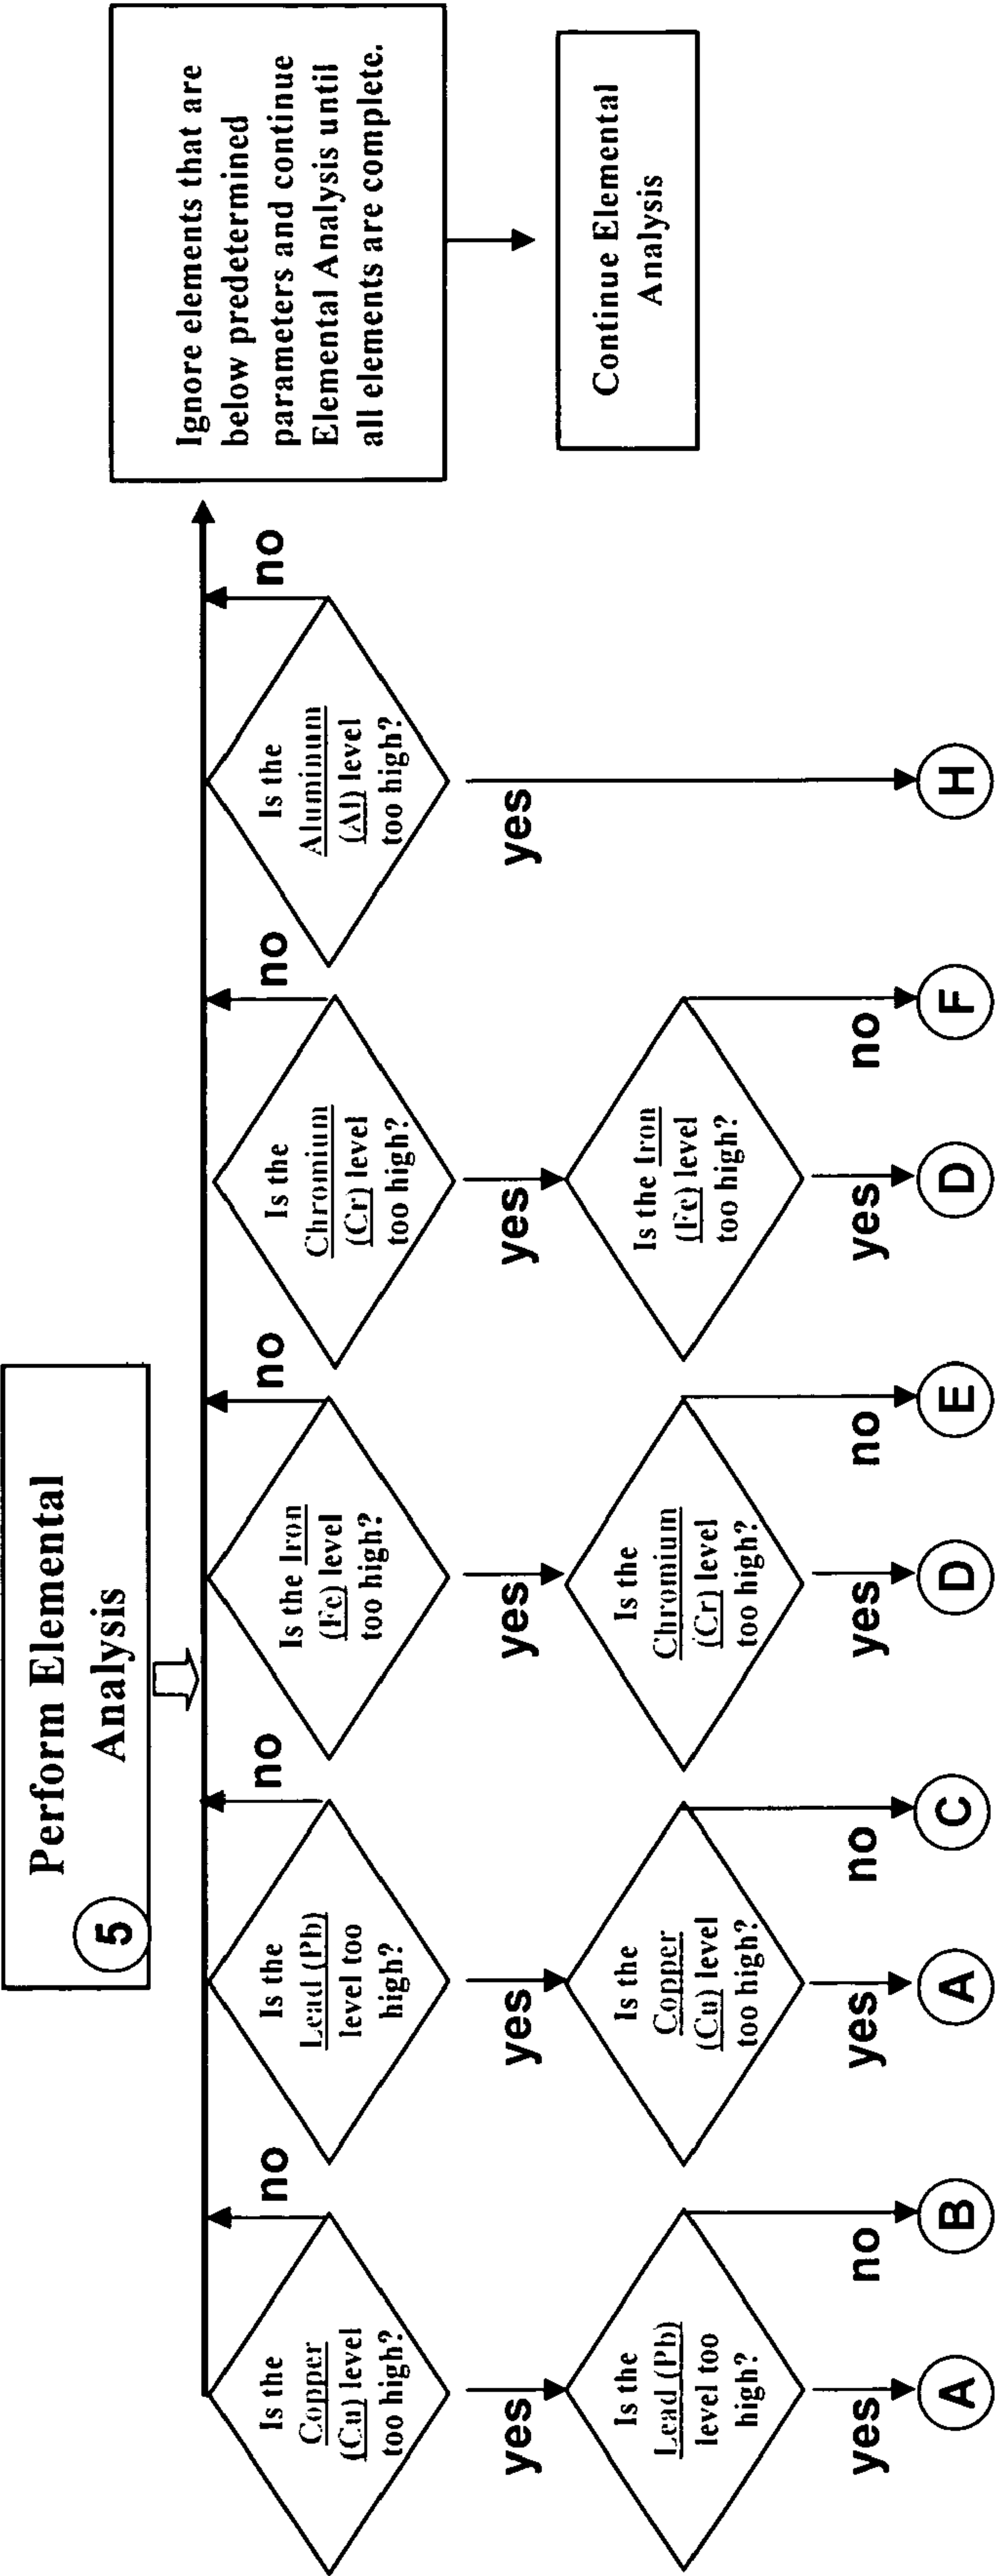 Perform Elemental
Analysis
5
Is the
Copper
(Cu) level
too high?
no
yes
Is the
Lead (Pb)
level too
high?
no
yes
A
B
Is the
Lead (Pb)
level too
high?
no
yes
Is the
Copper
(Cu) level
too high?
no
yes
A
C
Is the Iron
(Fe) level
too high?
no
yes
Is the
Chromium
(Cr) level
too high?
no
yes
D
E
Is the
Chromium
(Cr) level
too high?
no
yes
Is the Iron
(Fe) level
too high?
no
yes
D
F
Is the
Aluminum
(Al) level
too high?
no
yes
H
Ignore elements that are
below predetermined
parameters and continue
Elemental Analysis until
all elements are complete.
Continue Elemental
Analysis